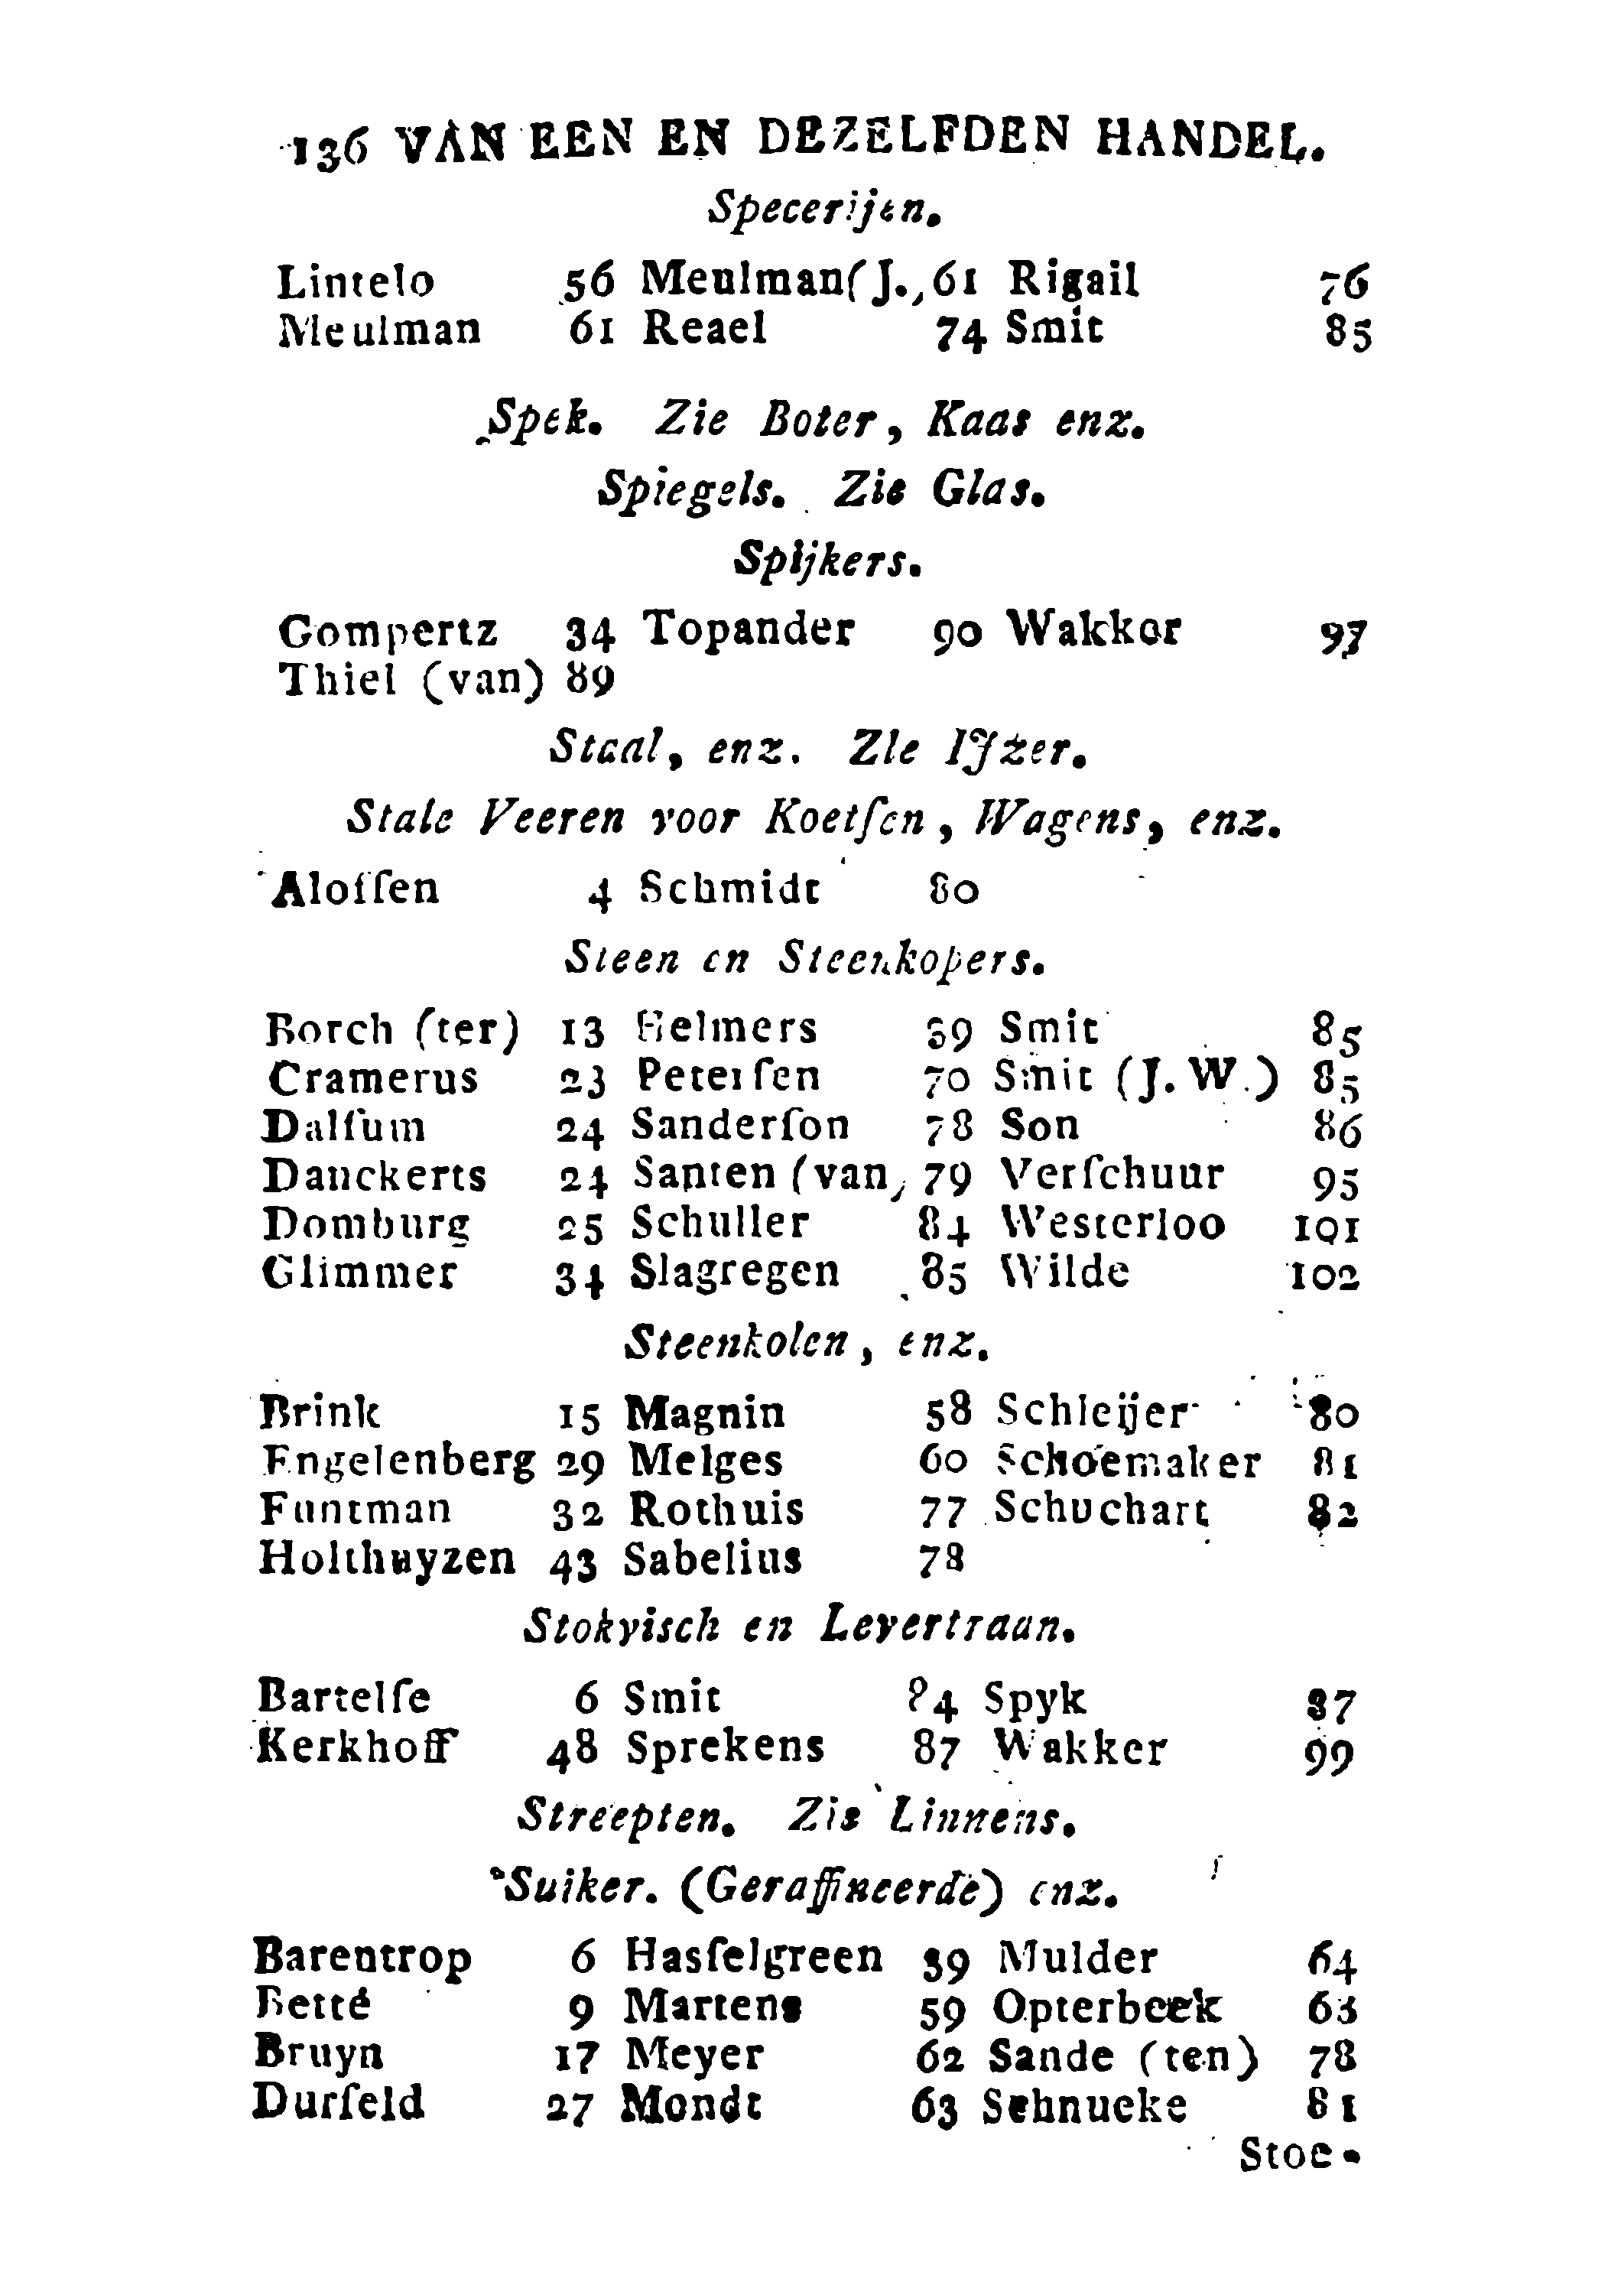 136 VAN EEN EN DEZELFDEN HANDEL.
Specerijen.
Lintelo 56 Meulman (J., 61 Rigail 76
Meulman 61 Reael 74 Smit 85
Spek. Zie Boter, Kaas enz.
Spiegels. Zie Glas.
Spijkers.
Gompertz 34 Topander 90 Wakker 97
Thiel (van) 89
Staal, enz. Zie IJzer.
Stale Veeren voor Koetſen, Wagens, enz.
Aloſſen 4 Schmidt 80
Steen en Steenkopers.
Borch (ter) 13 Helmers 39 Smit 85
Cramerus 23 Peterſen 70 Smit (J. W.) 85
Dalſum 24 Sanderſon 78 Son 86
Danckerts 24 Santen (van, 79 Verſchuur 95
Domburg 25 Schuller 84 Westerloo 101
Glimmer 34 Slagregen 85 Wilde 102
Steenkolen, enz.
Brink 15 Magnin 58 Schleijer 80
Engelenberg 29 Melges 60 Schoemaker 81
Funtman 32 Rothuis 77 Schuchart 82
Holthuyzen 43 Sabelius 78
Stokvisch en Levertraan.
Bartelſe 6 Smit 84 Spyk 87
Kerkhoff 48 Sprekens 87 Wakker 99
Streepten. Zie Linnens.
Suiker. (Geraffineerde) enz.
Barentrop 6 Hasſelgreen 39 Mulder 64
Betté 9 Martens 59 Opterbeek 68
Bruyn 17 Meyer 62 Sande (ten) 78
Durſeld 27 Mondt 63 Schnucke 81
Stoe-